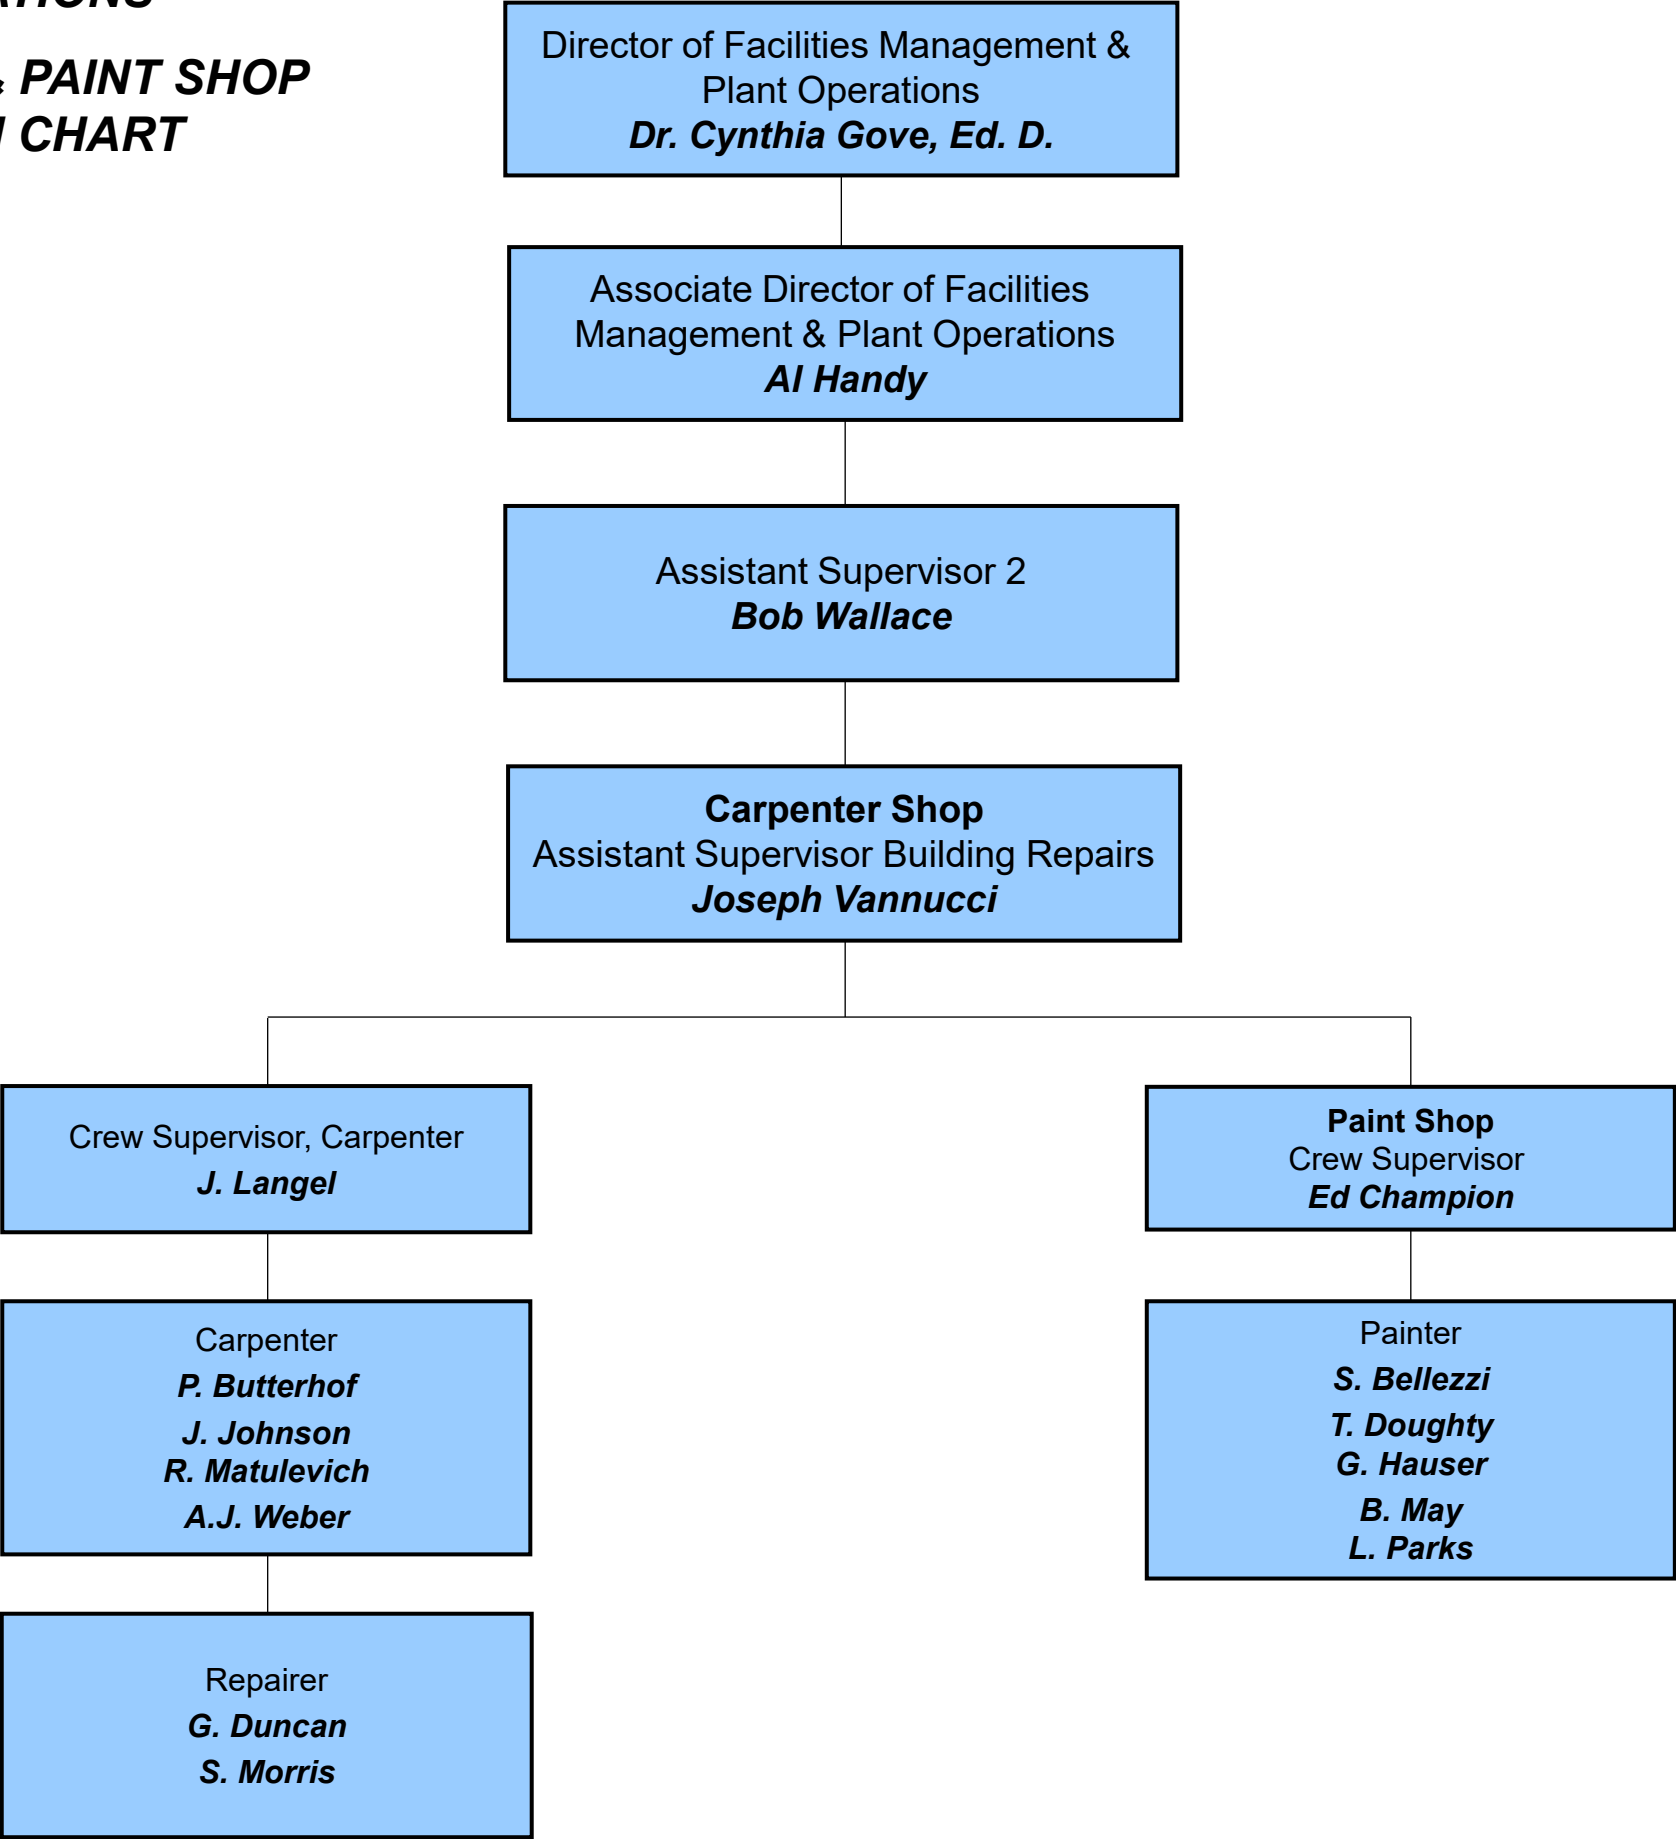 & PAINT SHOP
CHART
Director of Facilities Management &
Plant Operations
Dr. Cynthia Gove, Ed. D.
Associate Director of Facilities
Management & Plant Operations
Al Handy
Assistant Supervisor 2
Bob Wallace
Carpenter Shop
Assistant Supervisor Building Repairs
Joseph Vannucci
Crew Supervisor, Carpenter
J. Langel
Paint Shop
Crew Supervisor
Ed Champion
Carpenter
P. Butterhof
J. Johnson
R. Matulevich
A.J. Weber
Painter
S. Bellezzi
T. Doughty
G. Hauser
B. May
L. Parks
Repairer
G. Duncan
S. Morris